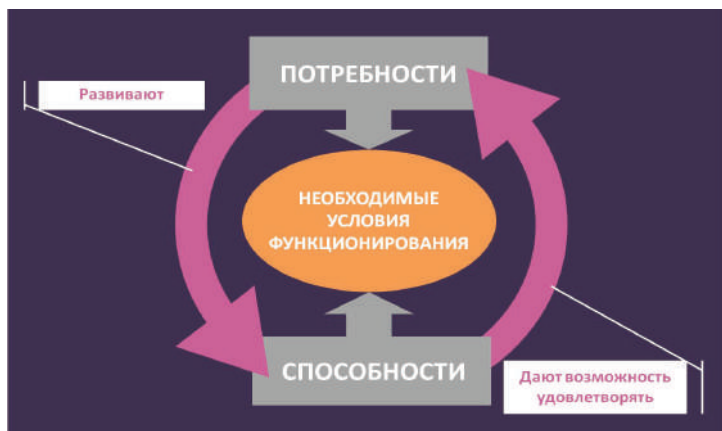 ПОТРЕБНОСТИ
Развивают
НЕОБХОДИМЫЕ
УСЛОВИЯ
ФУНКЦИОНИРОВАНИЯ
СПОСОБНОСТИ
Дают возможность
удовлетворять